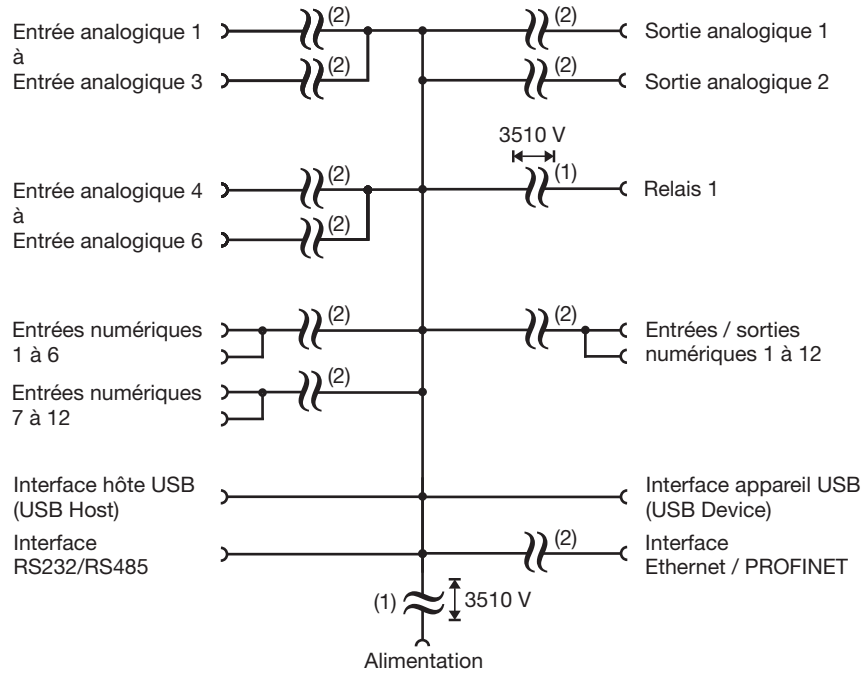 Entrée analogique 1
à
Entrée analogique 3
(2)
(2)
(2)
Sortie analogique 1
(2)
Sortie analogique 2
3510 V
Entrée analogique 4
à
Entrée analogique 6
(2)
(2)
(1)
Relais 1
Entrées numériques
1 à 6
(2)
(2)
Entrées / sorties
numériques 1 à 12
Entrées numériques
7 à 12
(2)
Interface hôte USB
(USB Host)
Interface appareil USB
(USB Device)
Interface
RS232/RS485
(2)
Interface
Ethernet / PROFINET
(1)
3510 V
Alimentation